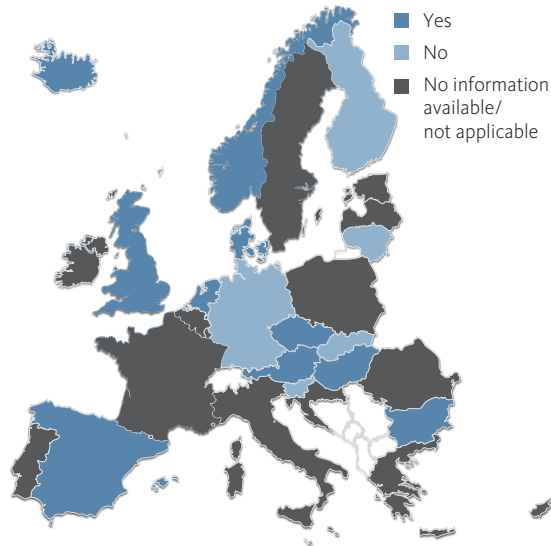 Yes
No
No information
available/
not applicable